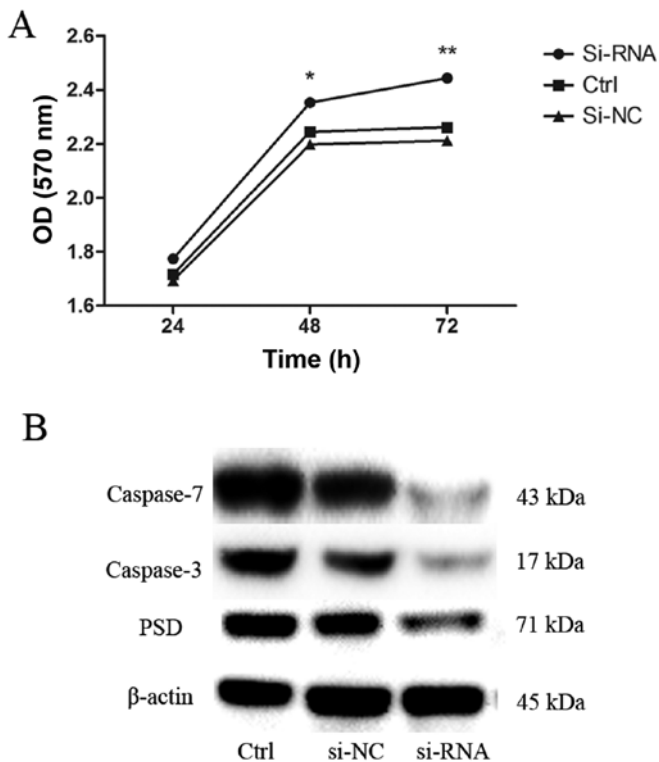 A
OD (570 nm)
2.6
2.4
2.2
2.0
1.8
1.6
*
**
24
48
72
Time (h)
Si-RNA
Ctrl
Si-NC
B
Caspase-7 43 kDa
Caspase-3 17 kDa
PSD 71 kDa
β-actin 45 kDa
Ctrl si-NC si-RNA